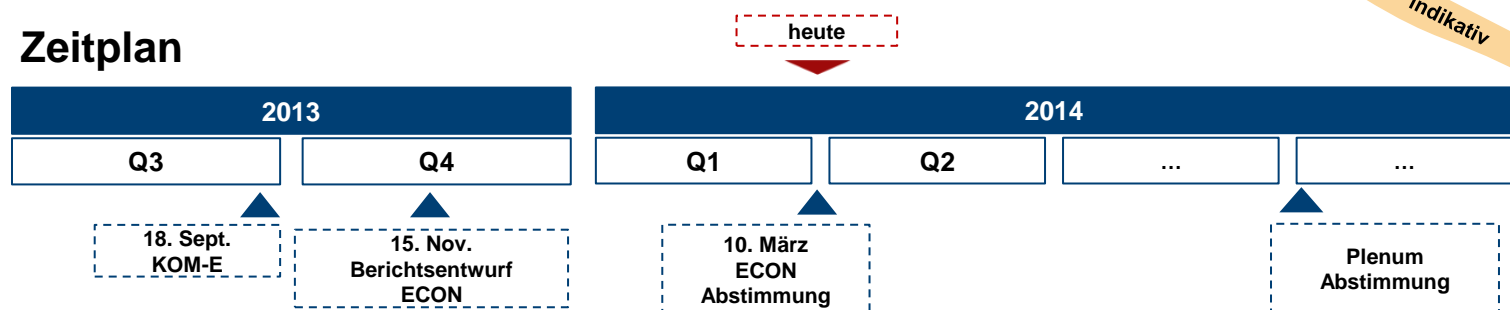 Indikativ
heute
Zeitplan
2013
2014
Q3
Q4
Q1
Q2
...
...
18. Sept.
KOM-E
15. Nov.
Berichtsentwurf
ECON
10. März
ECON
Abstimmung
Plenum
Abstimmung